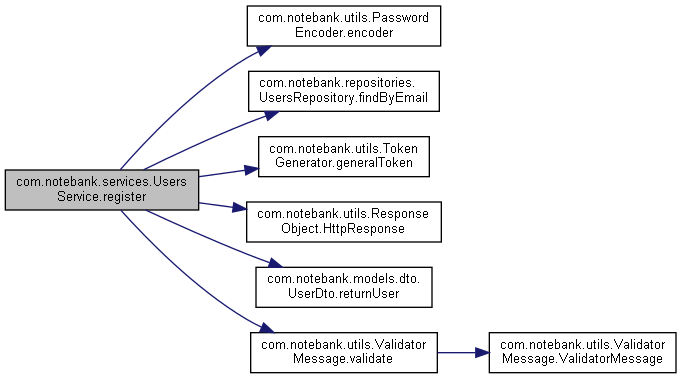 com.notebank.utils.Password
Encoder.encoder
com.notebank.repositories.
UsersRepository.findByEmail
com.notebank.utils.Token
Generator.generalToken
com.notebank.services.Users
Service.register
com.notebank.utils.Response
Object.HttpResponse
com.notebank.models.dto.
UserDto.returnUser
com.notebank.utils.Validator
Message.validate
com.notebank.utils.Validator
Message.ValidatorMessage